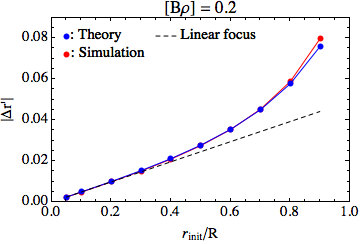 [Bρ] = 0.2
●: Theory --- Linear focus
●: Simulation
|Δr'|
0.08
0.06
0.04
0.02
0.00
0.0 0.2 0.4 0.6 0.8 1.0
r_init/R